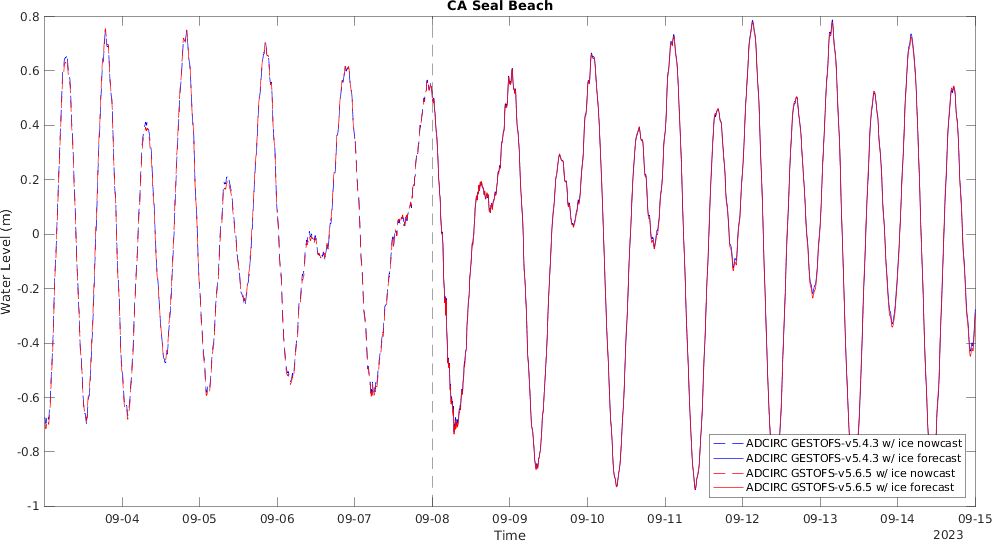 CA Seal Beach
0.8
0.6
0.4
0.2
0
-0.2
-0.4
-0.6
-0.8
-1
Water Level (m)
ADCIRC GESTOFS-v5.4.3 w/ ice nowcast
ADCIRC GESTOFS-v5.4.3 w/ ice forecast
ADCIRC GSTOFS-v5.6.5 w/ ice nowcast
ADCIRC GSTOFS-v5.6.5 w/ ice forecast
09-04 09-05 09-06 09-07 09-08 09-09 09-10 09-11 09-12 09-13 09-14 09-15
Time
2023